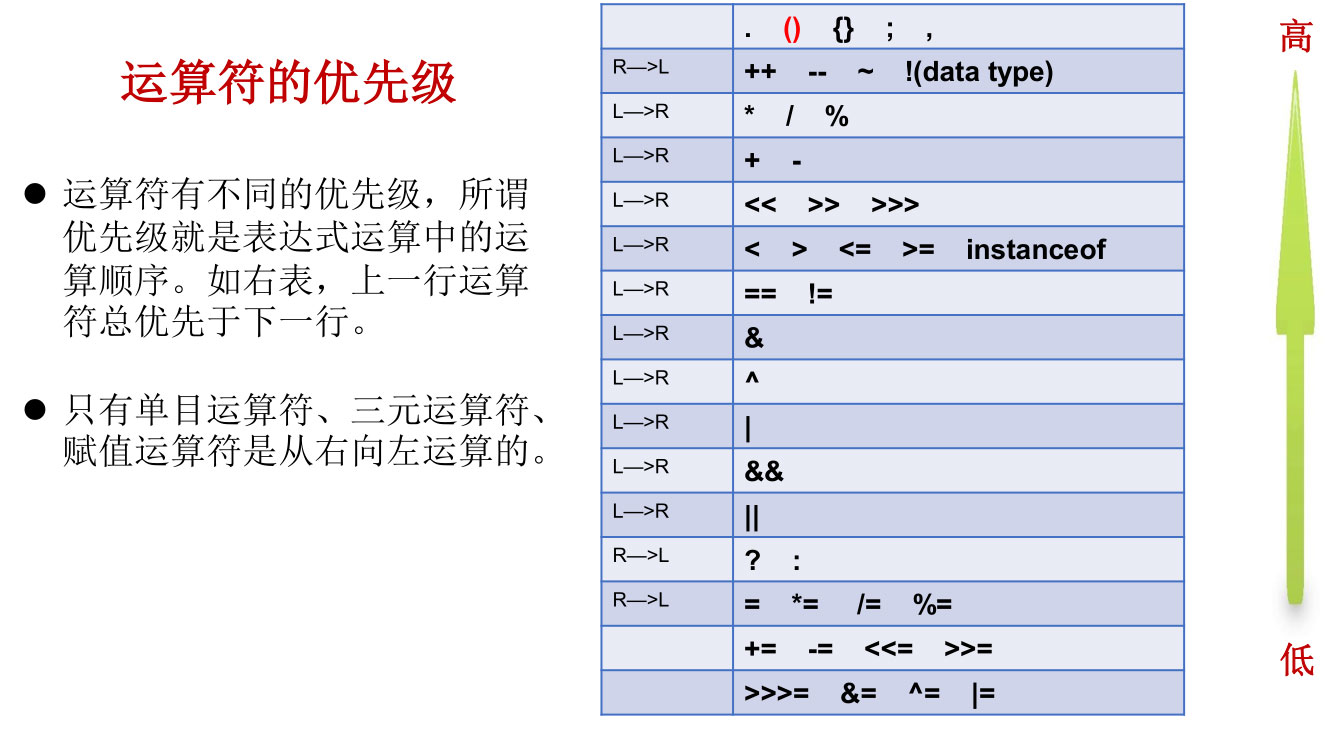 运算符的优先级
● 运算符有不同的优先级，所谓
优先级就是表达式运算中的运
算顺序。如右表，上一行运算
符总优先于下一行。
● 只有单目运算符、三元运算符、
赋值运算符是从右向左运算的。
. () {} ; ,
R—>L ++ -- ~ !(data type)
L—>R * / %
L—>R + -
L—>R << >> >>>
L—>R < > <= >= instanceof
L—>R == !=
L—>R &
L—>R ^
L—>R |
L—>R &&
L—>R ||
R—>L ? :
R—>L = *= /= %=
+= -= <<= >>=
>>>= &= ^= |=
高
低